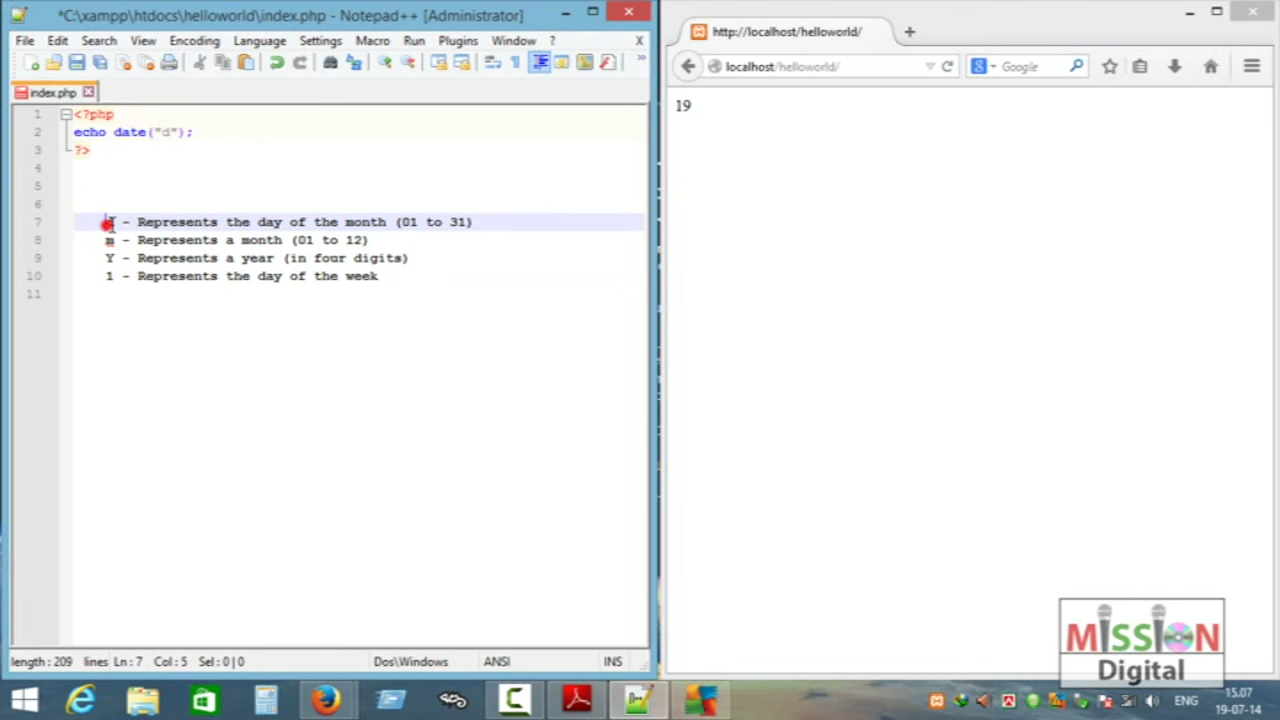 *C:\xampp\htdocs\helloworld\index.php - Notepad++ [Administrator]
File Edit Search View Encoding Language Settings Macro Run Plugins Window ? X
index.php
1 <?php
2 echo date("d");
3 ?>
4
5
6
7 - Represents the day of the month (01 to 31)
8 m - Represents a month (01 to 12)
9 Y - Represents a year (in four digits)
10 l - Represents the day of the week
11
length : 209 lines Ln : 7 Col : 5 Sel : 0 | 0 Dos\Windows ANSI INS
http://localhost/helloworld/
localhost/helloworld/ Google
19
MISSION
Digital
ENG
15.07
19-07-14